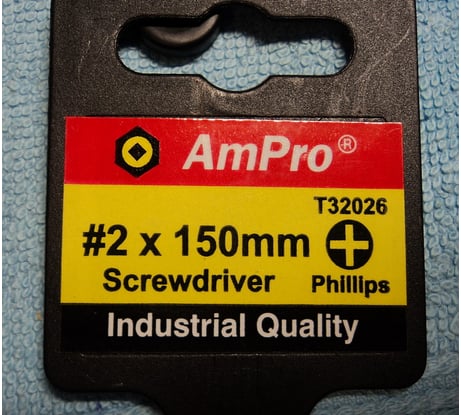 AmPro®
T32026
#2 x 150mm
Screwdriver Phillips
Industrial Quality